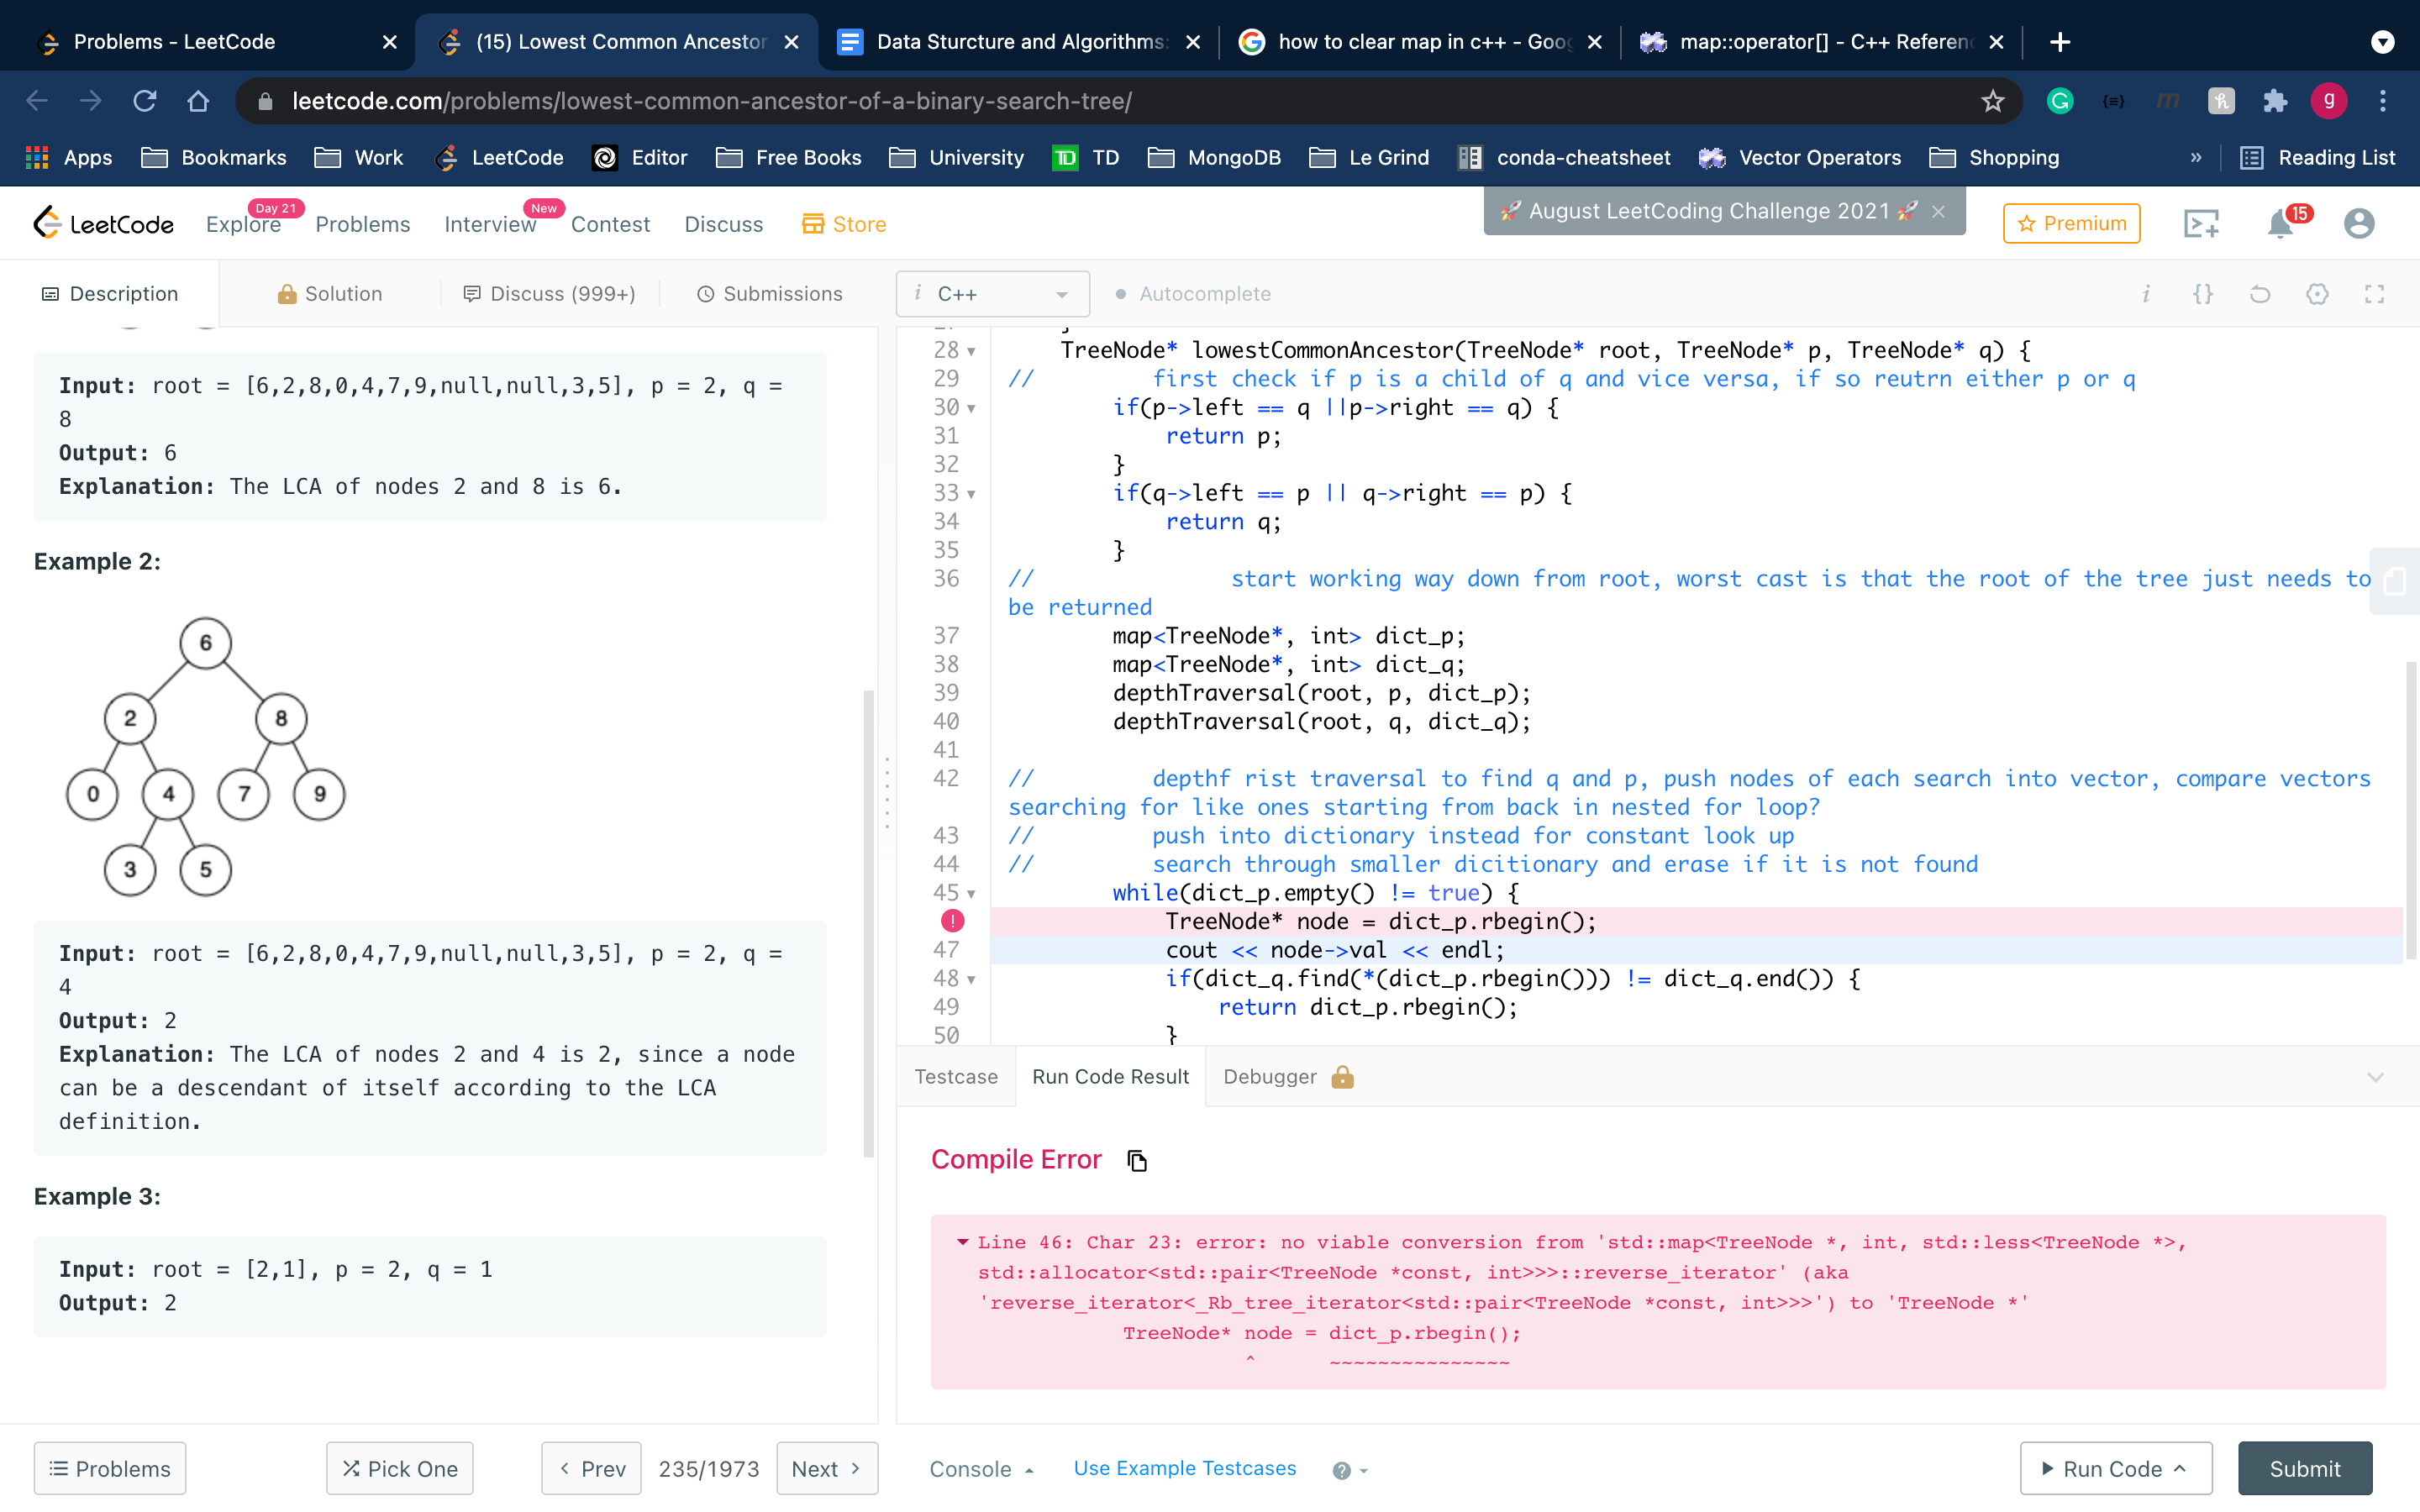 Problems - LeetCode
(15) Lowest Common Ancestor
Data Sturcture and Algorithms:
how to clear map in c++ - Goo
map::operator[] - C++ Referen
leetcode.com/problems/lowest-common-ancestor-of-a-binary-search-tree/
g
Apps Bookmarks Work LeetCode Editor Free Books University TD TD MongoDB Le Grind conda-cheatsheet Vector Operators Shopping » Reading List
LeetCode Explore Day 21 Problems Interview New Contest Discuss Store
🚀 August LeetCoding Challenge 2021 🚀 ×
Premium
15
Description Solution Discuss (999+) Submissions
i C++ Autocomplete
i {}
Input: root = [6,2,8,0,4,7,9,null,null,3,5], p = 2, q =
8
Output: 6
Explanation: The LCA of nodes 2 and 8 is 6.
Example 2:
6
2 8
0 4 7 9
3 5
Input: root = [6,2,8,0,4,7,9,null,null,3,5], p = 2, q =
4
Output: 2
Explanation: The LCA of nodes 2 and 4 is 2, since a node
can be a descendant of itself according to the LCA
definition.
Example 3:
Input: root = [2,1], p = 2, q = 1
Output: 2
28 TreeNode* lowestCommonAncestor(TreeNode* root, TreeNode* p, TreeNode* q) {
29 // first check if p is a child of q and vice versa, if so reutrn either p or q
30 if(p->left == q ||p->right == q) {
31 return p;
32 }
33 if(q->left == p || q->right == p) {
34 return q;
35 }
36 // start working way down from root, worst cast is that the root of the tree just needs to
be returned
37 map<TreeNode*, int> dict_p;
38 map<TreeNode*, int> dict_q;
39 depthTraversal(root, p, dict_p);
40 depthTraversal(root, q, dict_q);
41
42 // depthf rist traversal to find q and p, push nodes of each search into vector, compare vectors
searching for like ones starting from back in nested for loop?
43 // push into dictionary instead for constant look up
44 // search through smaller dicitionary and erase if it is not found
45 while(dict_p.empty() != true) {
! TreeNode* node = dict_p.rbegin();
47 cout << node->val << endl;
48 if(dict_q.find(*(dict_p.rbegin())) != dict_q.end()) {
49 return dict_p.rbegin();
50 }
Testcase Run Code Result Debugger
Compile Error
Line 46: Char 23: error: no viable conversion from 'std::map<TreeNode *, int, std::less<TreeNode *>,
std::allocator<std::pair<TreeNode *const, int>>>::reverse_iterator' (aka
'reverse_iterator<_Rb_tree_iterator<std::pair<TreeNode *const, int>>>') to 'TreeNode *'
TreeNode* node = dict_p.rbegin();
^ ~~~~~~~~~~~~~~~
Problems Pick One < Prev 235/1973 Next >
Console Use Example Testcases ? Run Code Submit